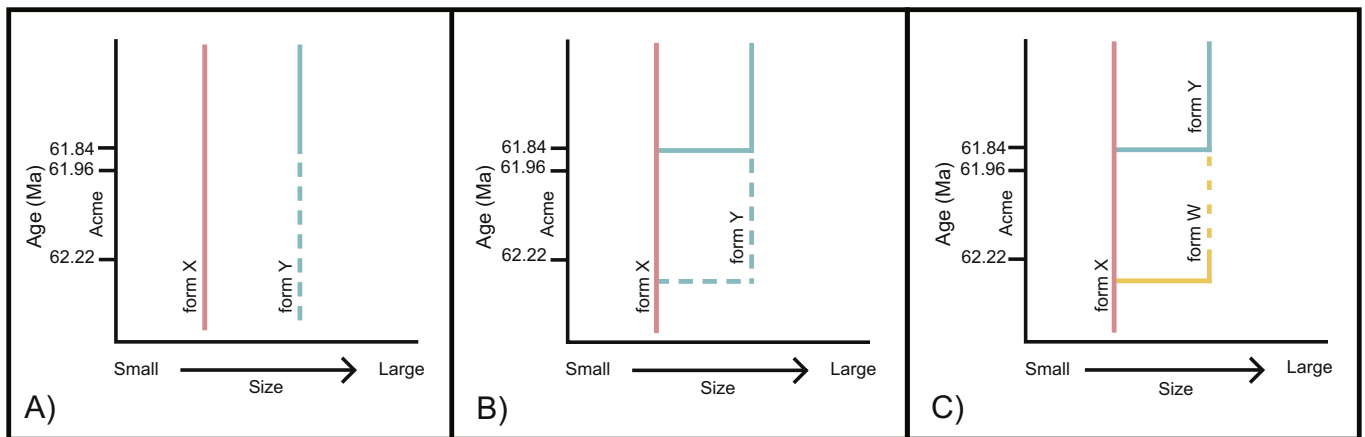 Age (Ma)
61.84
61.96
Acme
62.22
form X
form Y
Small
Large
Size
A)
Age (Ma)
61.84
61.96
Acme
62.22
form X
form Y
Small
Large
Size
B)
Age (Ma)
61.84
61.96
Acme
62.22
form X
form Y
form W
Small
Large
Size
C)